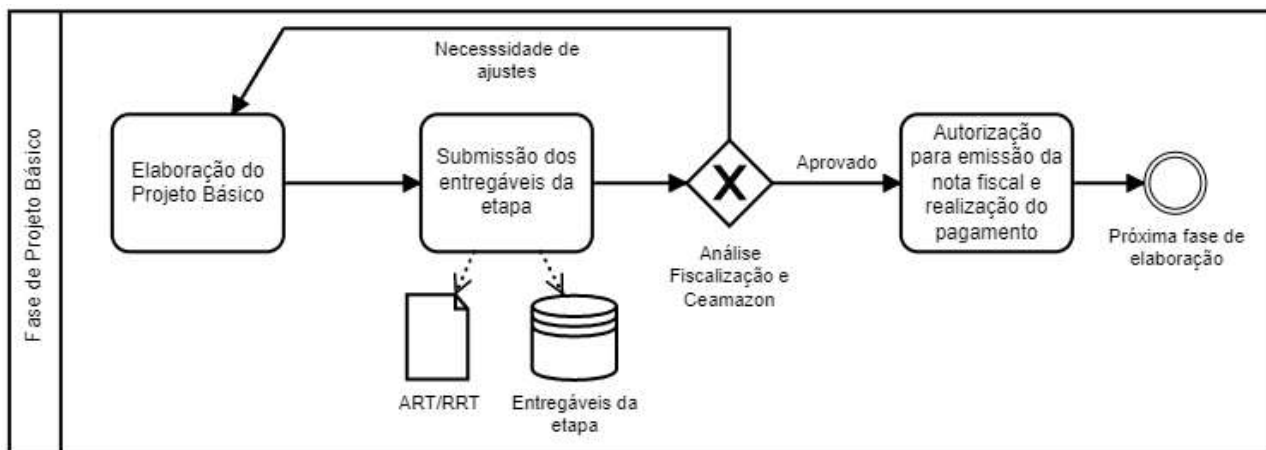 Fase de Projeto Básico
Necesssidade de
ajustes
Elaboração do
Projeto Básico
Submissão dos
entregáveis da
etapa
Análise
Fiscalização e
Ceamazon
Aprovado
Autorização
para emissão da
nota fiscal e
realização do
pagamento
Próxima fase de
elaboração
ART/RRT
Entregáveis da
etapa